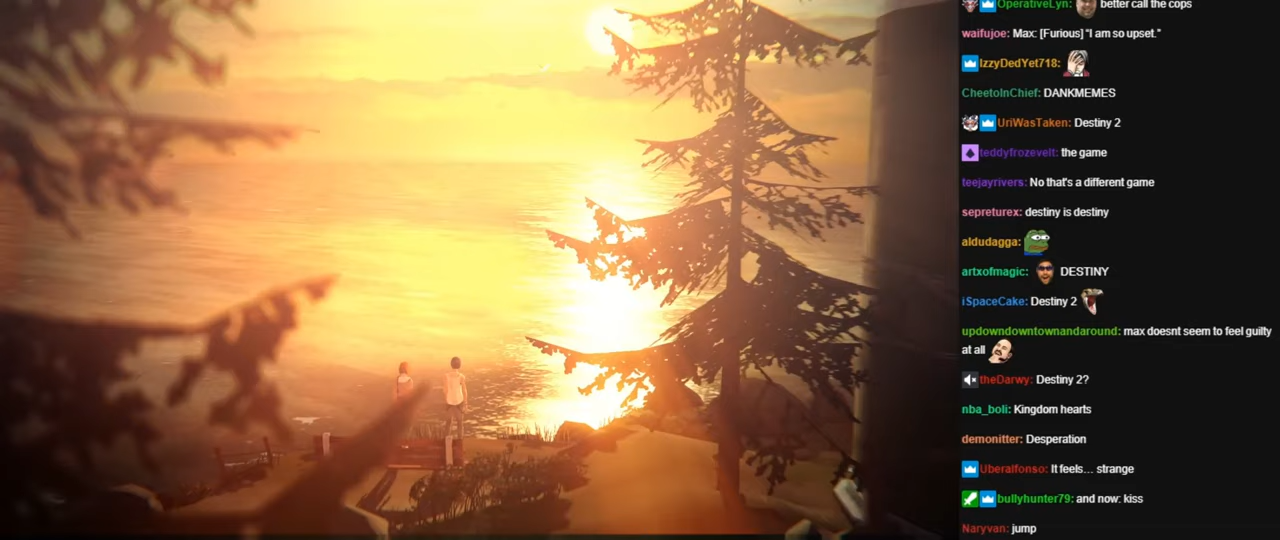 OperativeLyn: better call the cops
waifujoe: Max: [Furious] "I am so upset."
IzzyDedYet718:
CheetoInChief: DANKMEMES
UriWasTaken: Destiny 2
teddyfrozevelt: the game
teejayrivers: No that's a different game
sepreturex: destiny is destiny
aldudagga:
artxofmagic: DESTINY
iSpaceCake: Destiny 2
updowndowntownandaround: max doesnt seem to feel guilty
at all
theDarwy: Destiny 2?
nba_boli: Kingdom hearts
demonitter: Desperation
Uberalfonso: It feels... strange
bullyhunter79: and now: kiss
Naryvan: jump